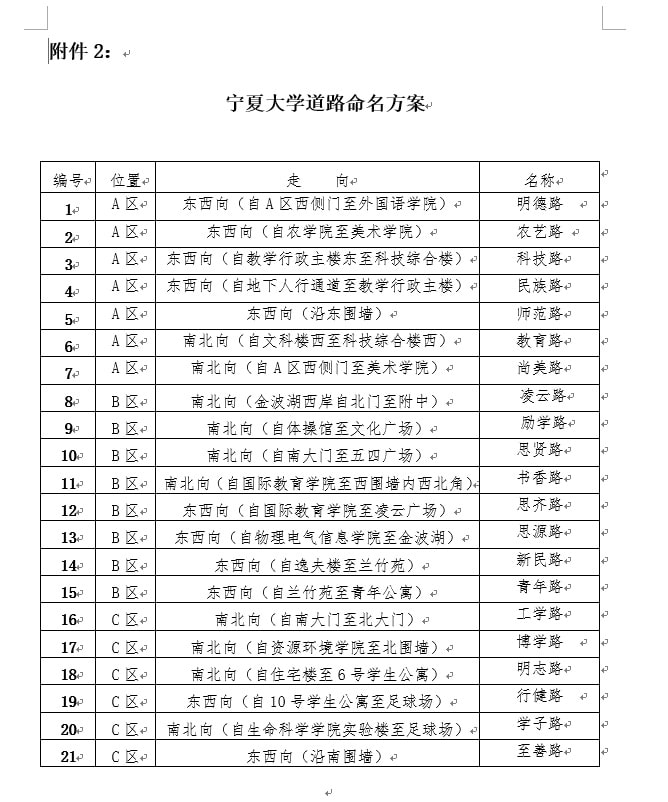 附件 2：
宁夏大学道路命名方案
编号 位置 走 向 名称
1 A 区 东西向（自 A 区西侧门至外国语学院） 明德路
2 A 区 东西向（自农学院至美术学院） 农艺路
3 A 区 东西向（自教学行政主楼东至科技综合楼） 科技路
4 A 区 东西向（自地下人行通道至教学行政主楼） 民族路
5 A 区 东西向（沿东围墙） 师范路
6 A 区 南北向（自文科楼西至科技综合楼西） 教育路
7 A 区 南北向（自 A 区西侧门至美术学院） 尚美路
8 B 区 南北向（金波湖西岸自北门至附中） 凌云路
9 B 区 南北向（自体操馆至文化广场） 励学路
10 B 区 南北向（自南大门至五四广场） 思贤路
11 B 区 南北向（自国际教育学院至西围墙内西北角） 书香路
12 B 区 东西向（自国际教育学院至凌云广场） 思齐路
13 B 区 东西向（自物理电气信息学院至金波湖） 思源路
14 B 区 东西向（自逸夫楼至兰竹苑） 新民路
15 B 区 东西向（自兰竹苑至青年公寓） 青年路
16 C 区 南北向（自南大门至北大门） 工学路
17 C 区 南北向（自资源环境学院至北围墙） 博学路
18 C 区 南北向（自住宅楼至 6 号学生公寓） 明志路
19 C 区 东西向（自 10 号学生公寓至足球场） 行健路
20 C 区 南北向（自生命科学学院实验楼至足球场） 学子路
21 C 区 东西向（沿南围墙） 至善路